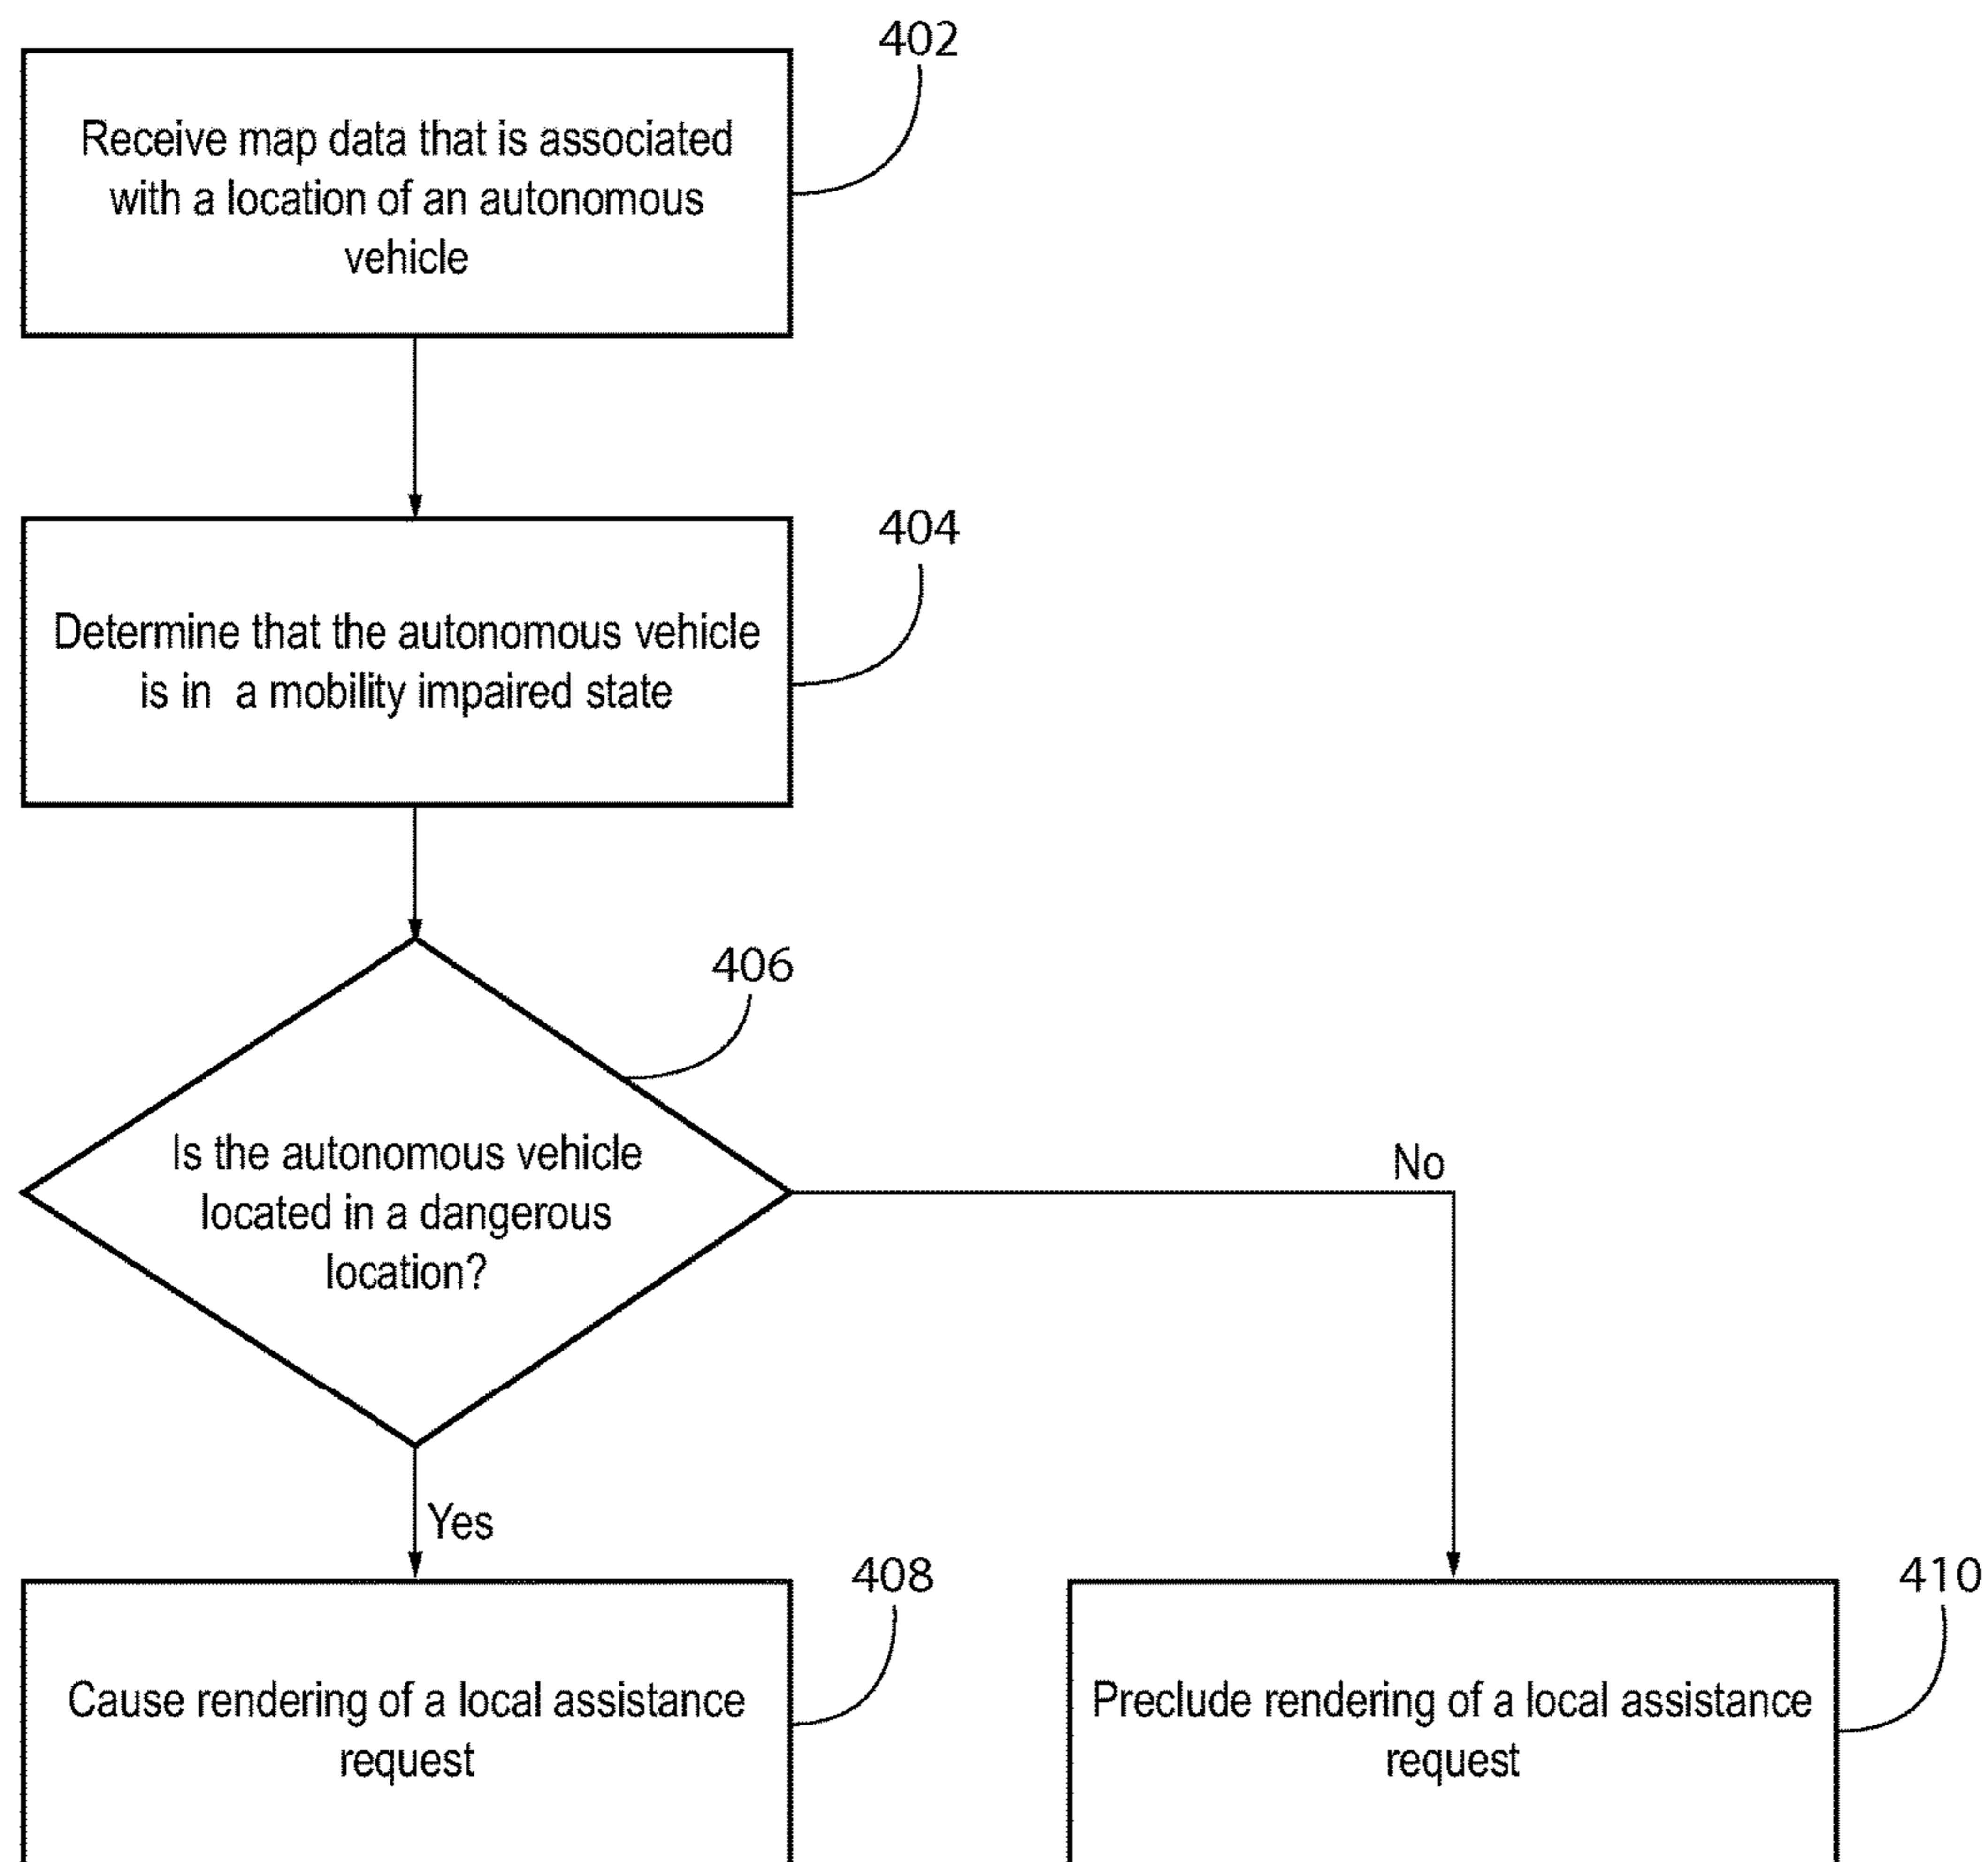 402
Receive map data that is associated
with a location of an autonomous
vehicle
404
Determine that the autonomous vehicle
is in a mobility impaired state
406
Is the autonomous vehicle
located in a dangerous
location?
No
Yes
408
Cause rendering of a local assistance
request
410
Preclude rendering of a local assistance
request